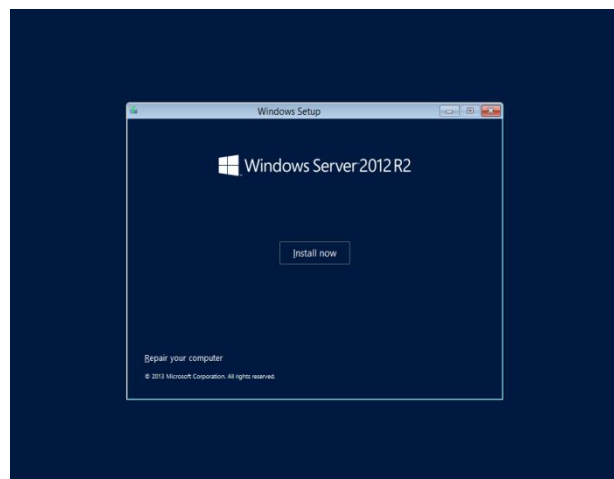 Windows Setup
Windows Server 2012 R2
Install now
Repair your computer
© 2013 Microsoft Corporation. All rights reserved.